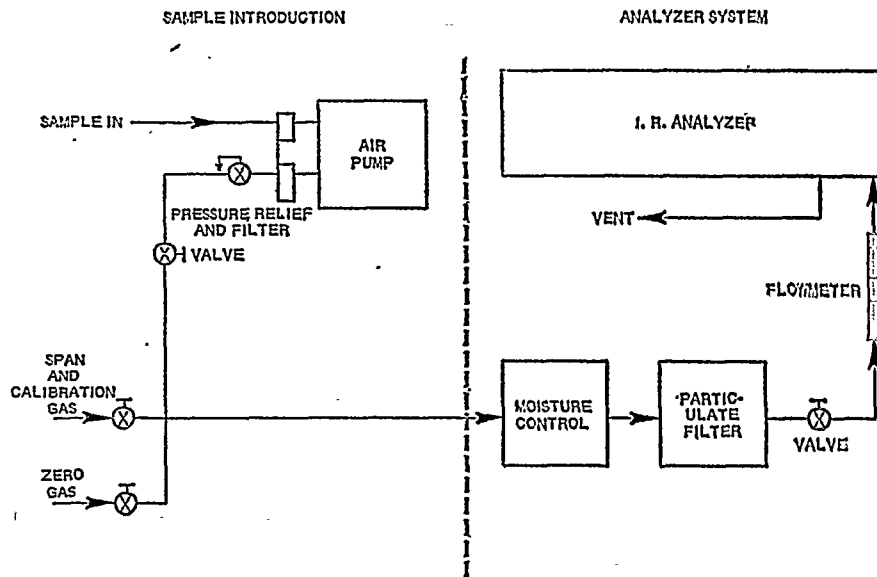 SAMPLE INTRODUCTION
ANALYZER SYSTEM
SAMPLE IN
AIR
PUMP
I. R. ANALYZER
PRESSURE RELIEF
AND FILTER
VALVE
VENT
FLOWMETER
SPAN
AND
CALIBRATION
GAS
MOISTURE
CONTROL
PARTIC-
ULATE
FILTER
VALVE
ZERO
GAS